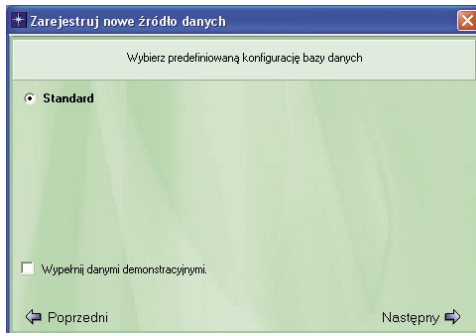 Zarejestruj nowe źródło danych
Wybierz predefiniowaną konfigurację bazy danych
Standard
Wypełnij danymi demonstracyjnymi.
Poprzedni Następny